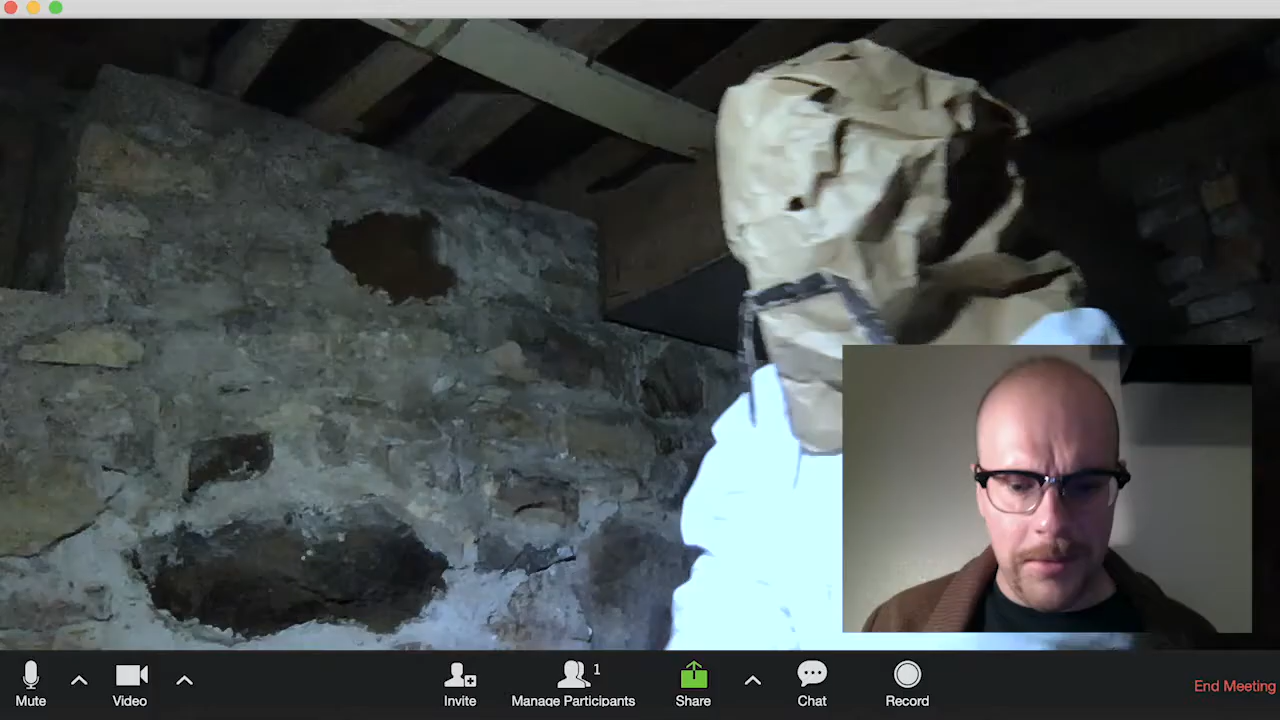 Mute
Video
Invite
1
Manage Participants
Share
Chat
Record
End Meeting